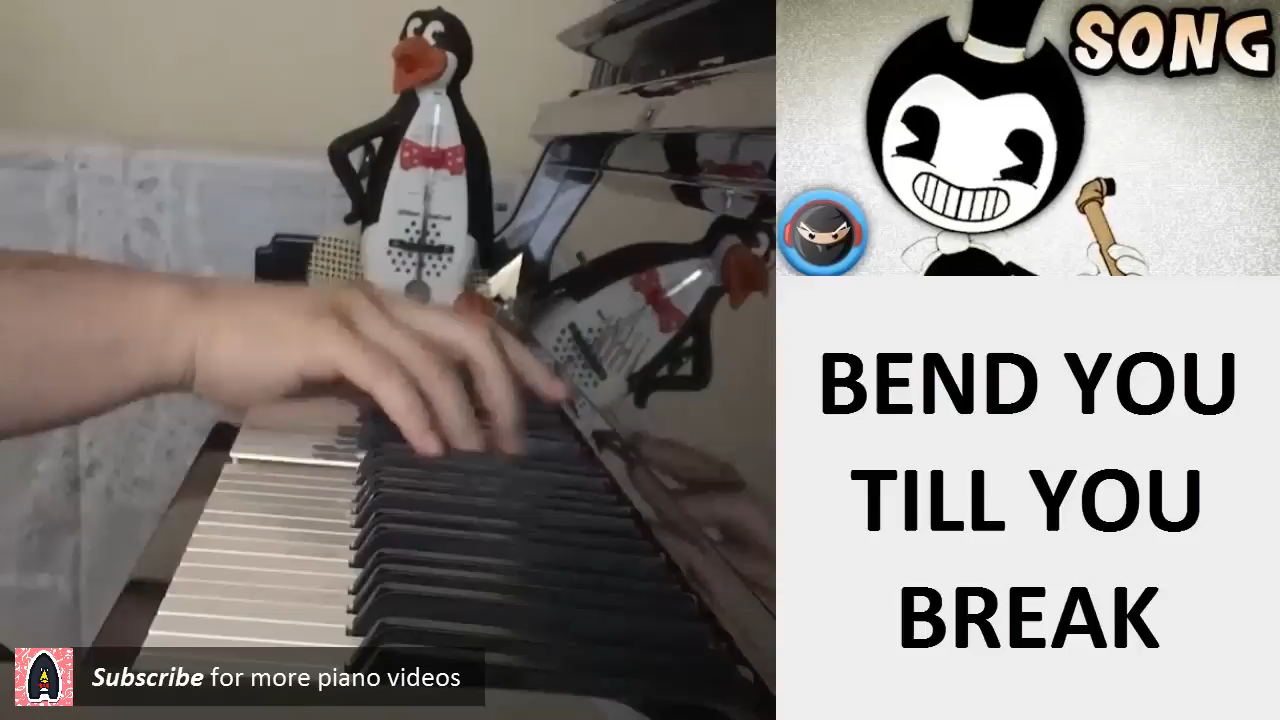 SONG
BEND YOU
TILL YOU
BREAK
Subscribe for more piano videos